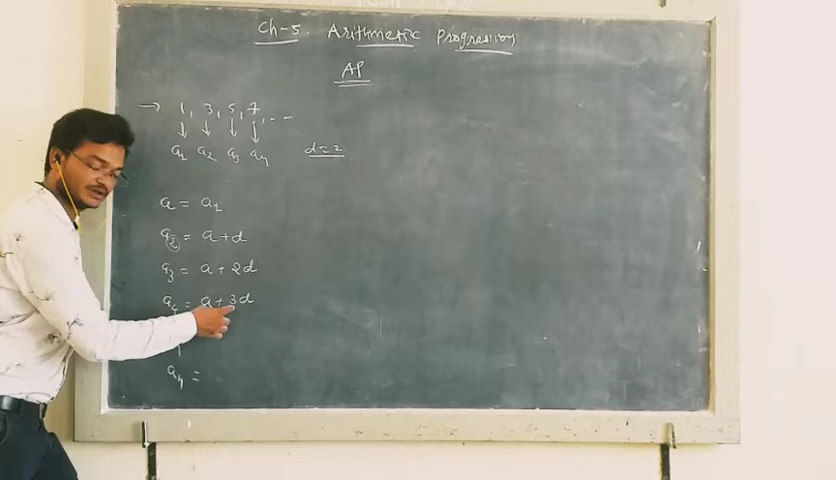 Ch-5. Arithmetic Progression
AP
→ 1, 3, 5, 7, ---
↓ ↓ ↓ ↓
a₁ a₂ a₃ a₄ d=2
a = a₁
a₂ = a+d
a₃ = a+2d
a₄ = a+3d
aₙ =